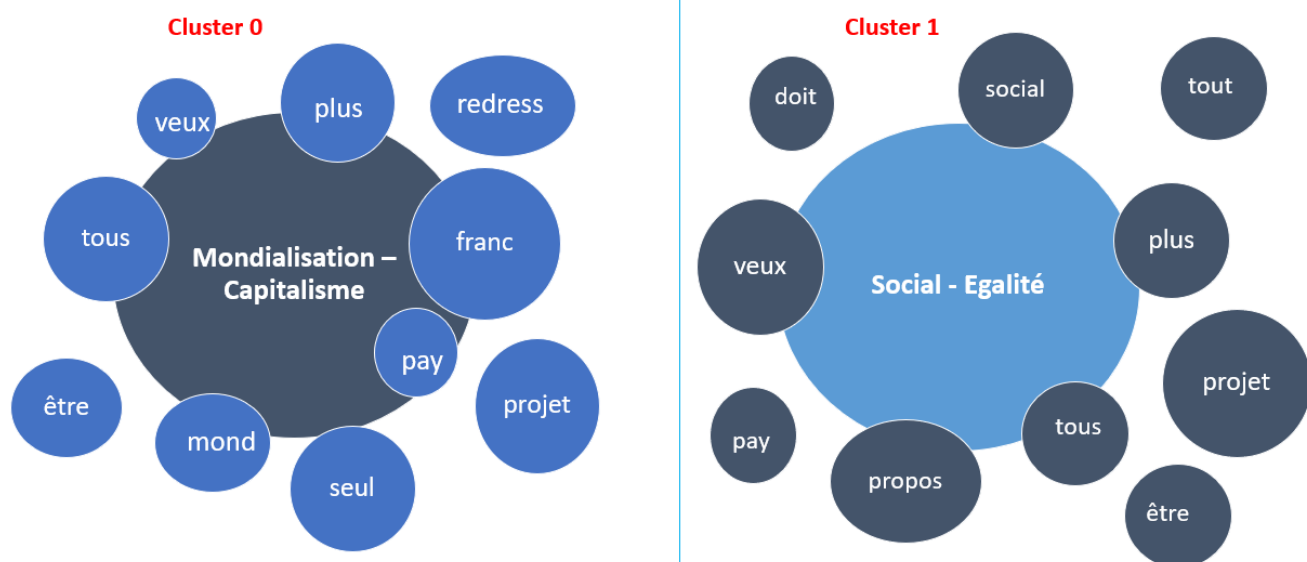 Cluster 0
veux
plus
redress
tous
franc
Mondialisation –
Capitalisme
pay
être
mond
projet
seul
Cluster 1
doit
social
tout
veux
plus
Social - Egalité
projet
pay
propos
tous
être